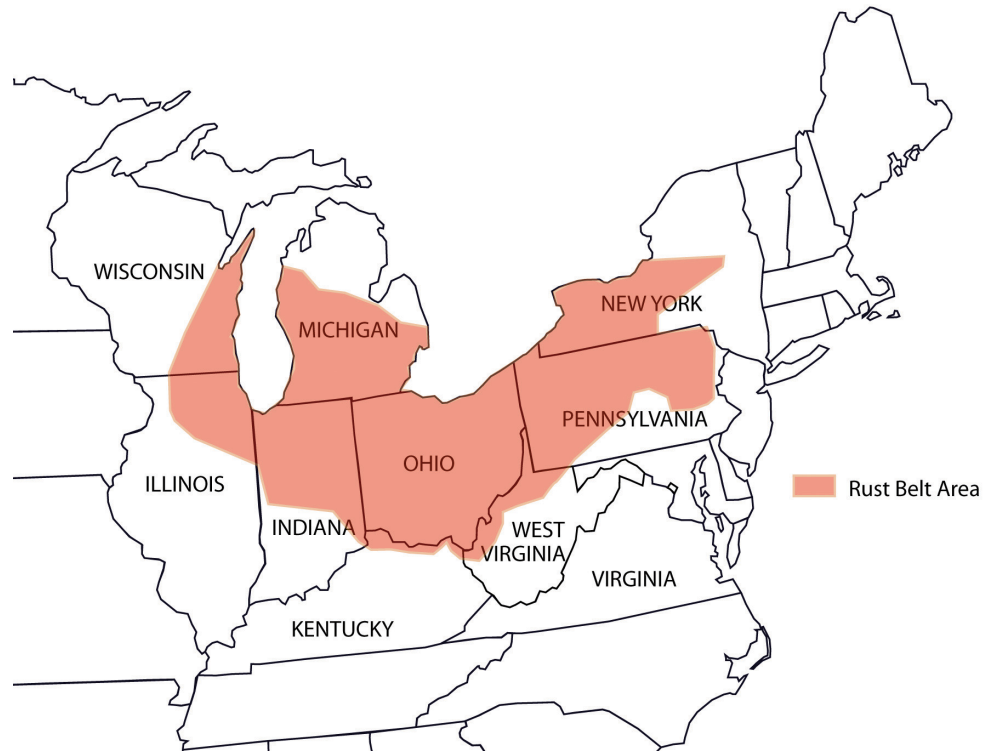 WISCONSIN
NEW YORK
MICHIGAN
PENNSYLVANIA
OHIO
ILLINOIS
Rust Belt Area
INDIANA
WEST
VIRGINIA
VIRGINIA
KENTUCKY